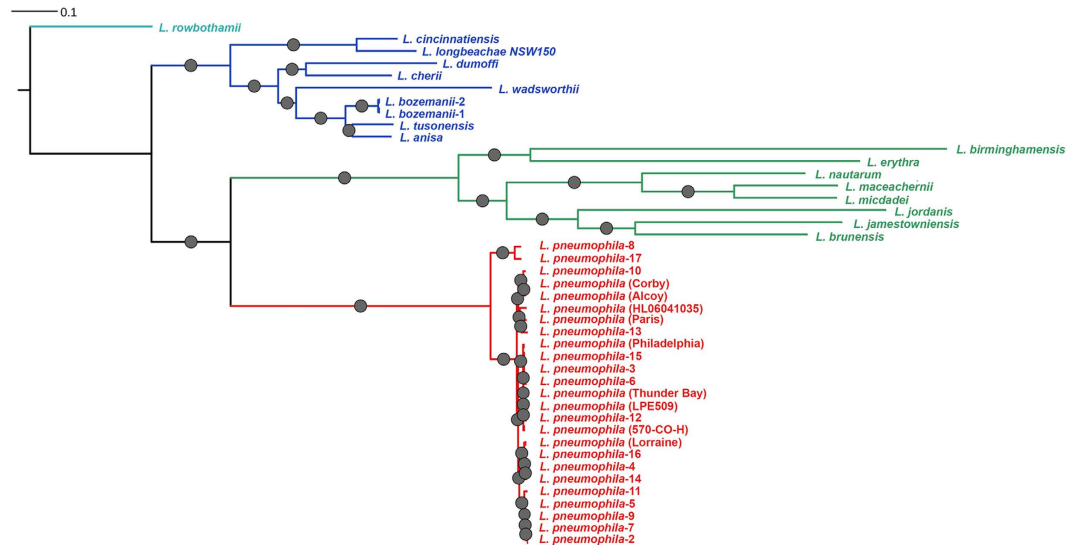 0.1
L. rowbothamii
L. cincinnatiensis
L. longbeachae NSW150
L. dumoffi
L. cherii
L. wadsworthii
L. bozemanii-2
L. bozemanii-1
L. tusonensis
L. anisa
L. birminghamensis
L. erythra
L. nautarum
L. maceachernii
L. micdadei
L. jordanis
L. jamestowniensis
L. brunensis
L. pneumophila-8
L. pneumophila-17
L. pneumophila-10
L. pneumophila (Corby)
L. pneumophila (Alcoy)
L. pneumophila (HL06041035)
L. pneumophila (Paris)
L. pneumophila-13
L. pneumophila (Philadelphia)
L. pneumophila-15
L. pneumophila-3
L. pneumophila-6
L. pneumophila (Thunder Bay)
L. pneumophila (LPE509)
L. pneumophila-12
L. pneumophila (570-CO-H)
L. pneumophila (Lorraine)
L. pneumophila-16
L. pneumophila-4
L. pneumophila-14
L. pneumophila-11
L. pneumophila-5
L. pneumophila-9
L. pneumophila-7
L. pneumophila-2